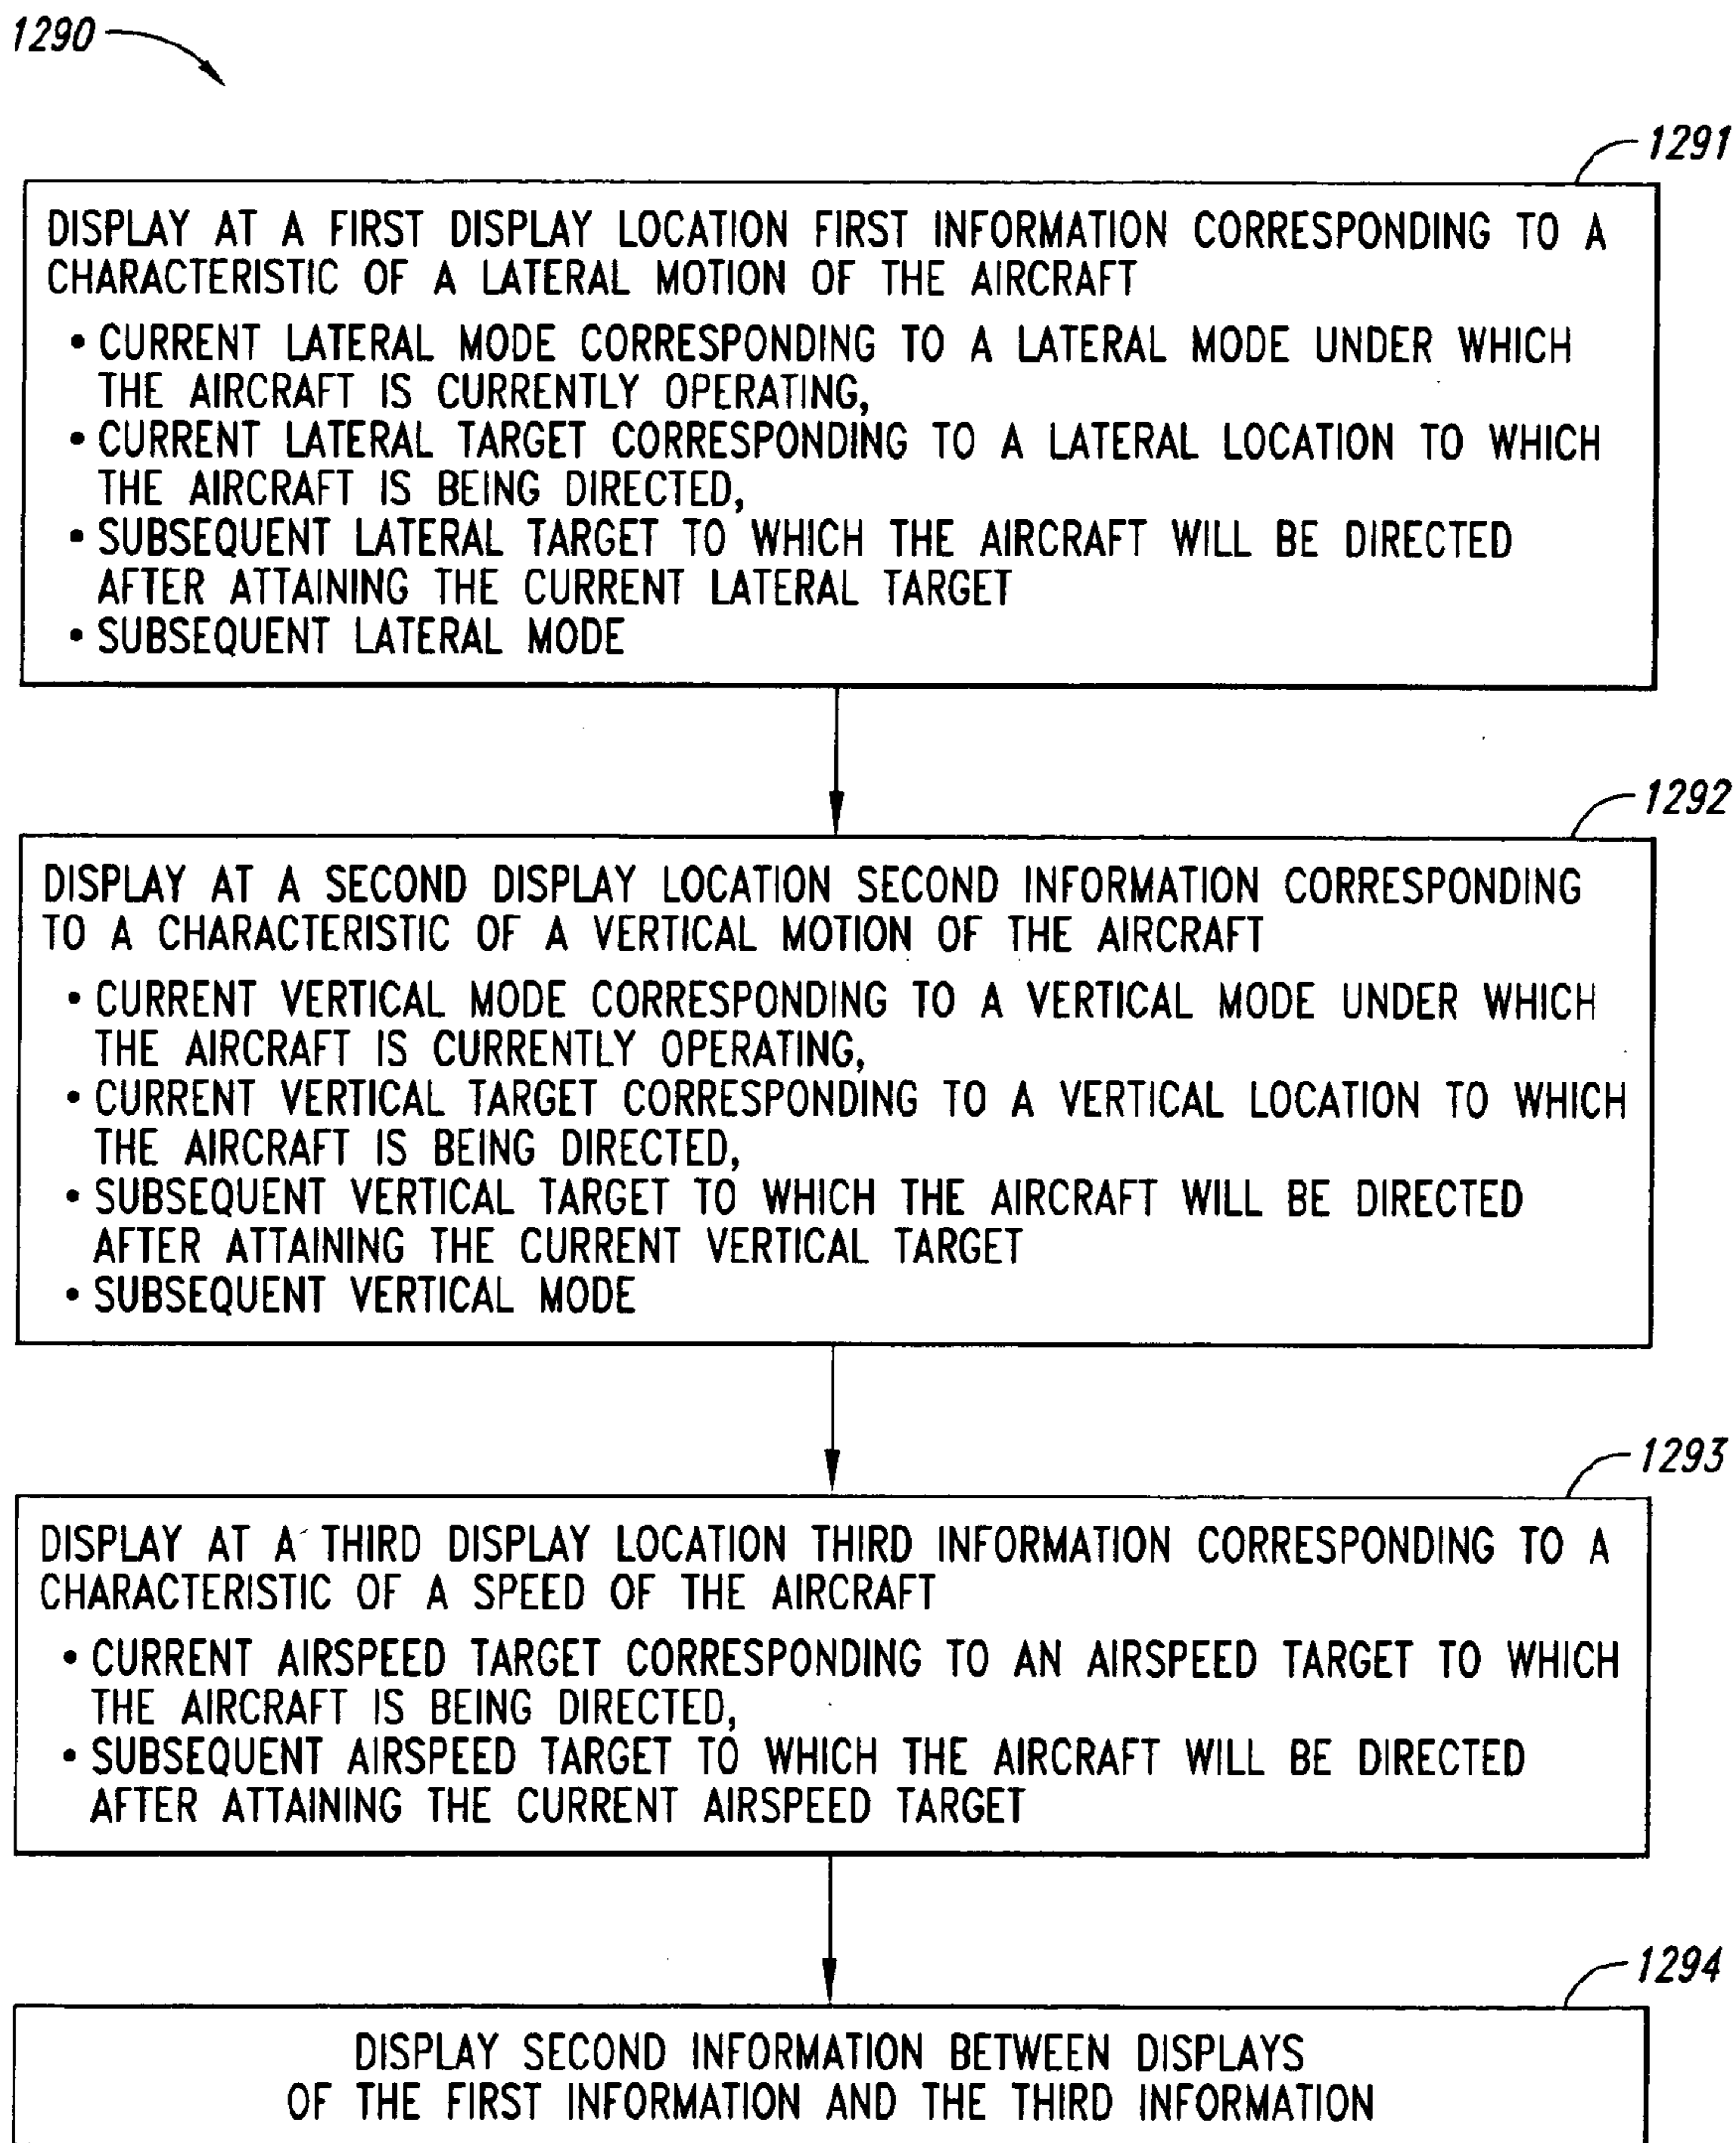 1290
1291
DISPLAY AT A FIRST DISPLAY LOCATION FIRST INFORMATION CORRESPONDING TO A
CHARACTERISTIC OF A LATERAL MOTION OF THE AIRCRAFT
• CURRENT LATERAL MODE CORRESPONDING TO A LATERAL MODE UNDER WHICH
THE AIRCRAFT IS CURRENTLY OPERATING,
• CURRENT LATERAL TARGET CORRESPONDING TO A LATERAL LOCATION TO WHICH
THE AIRCRAFT IS BEING DIRECTED,
• SUBSEQUENT LATERAL TARGET TO WHICH THE AIRCRAFT WILL BE DIRECTED
AFTER ATTAINING THE CURRENT LATERAL TARGET
• SUBSEQUENT LATERAL MODE
1292
DISPLAY AT A SECOND DISPLAY LOCATION SECOND INFORMATION CORRESPONDING
TO A CHARACTERISTIC OF A VERTICAL MOTION OF THE AIRCRAFT
• CURRENT VERTICAL MODE CORRESPONDING TO A VERTICAL MODE UNDER WHICH
THE AIRCRAFT IS CURRENTLY OPERATING,
• CURRENT VERTICAL TARGET CORRESPONDING TO A VERTICAL LOCATION TO WHICH
THE AIRCRAFT IS BEING DIRECTED,
• SUBSEQUENT VERTICAL TARGET TO WHICH THE AIRCRAFT WILL BE DIRECTED
AFTER ATTAINING THE CURRENT VERTICAL TARGET
• SUBSEQUENT VERTICAL MODE
1293
DISPLAY AT A THIRD DISPLAY LOCATION THIRD INFORMATION CORRESPONDING TO A
CHARACTERISTIC OF A SPEED OF THE AIRCRAFT
• CURRENT AIRSPEED TARGET CORRESPONDING TO AN AIRSPEED TARGET TO WHICH
THE AIRCRAFT IS BEING DIRECTED,
• SUBSEQUENT AIRSPEED TARGET TO WHICH THE AIRCRAFT WILL BE DIRECTED
AFTER ATTAINING THE CURRENT AIRSPEED TARGET
1294
DISPLAY SECOND INFORMATION BETWEEN DISPLAYS
OF THE FIRST INFORMATION AND THE THIRD INFORMATION